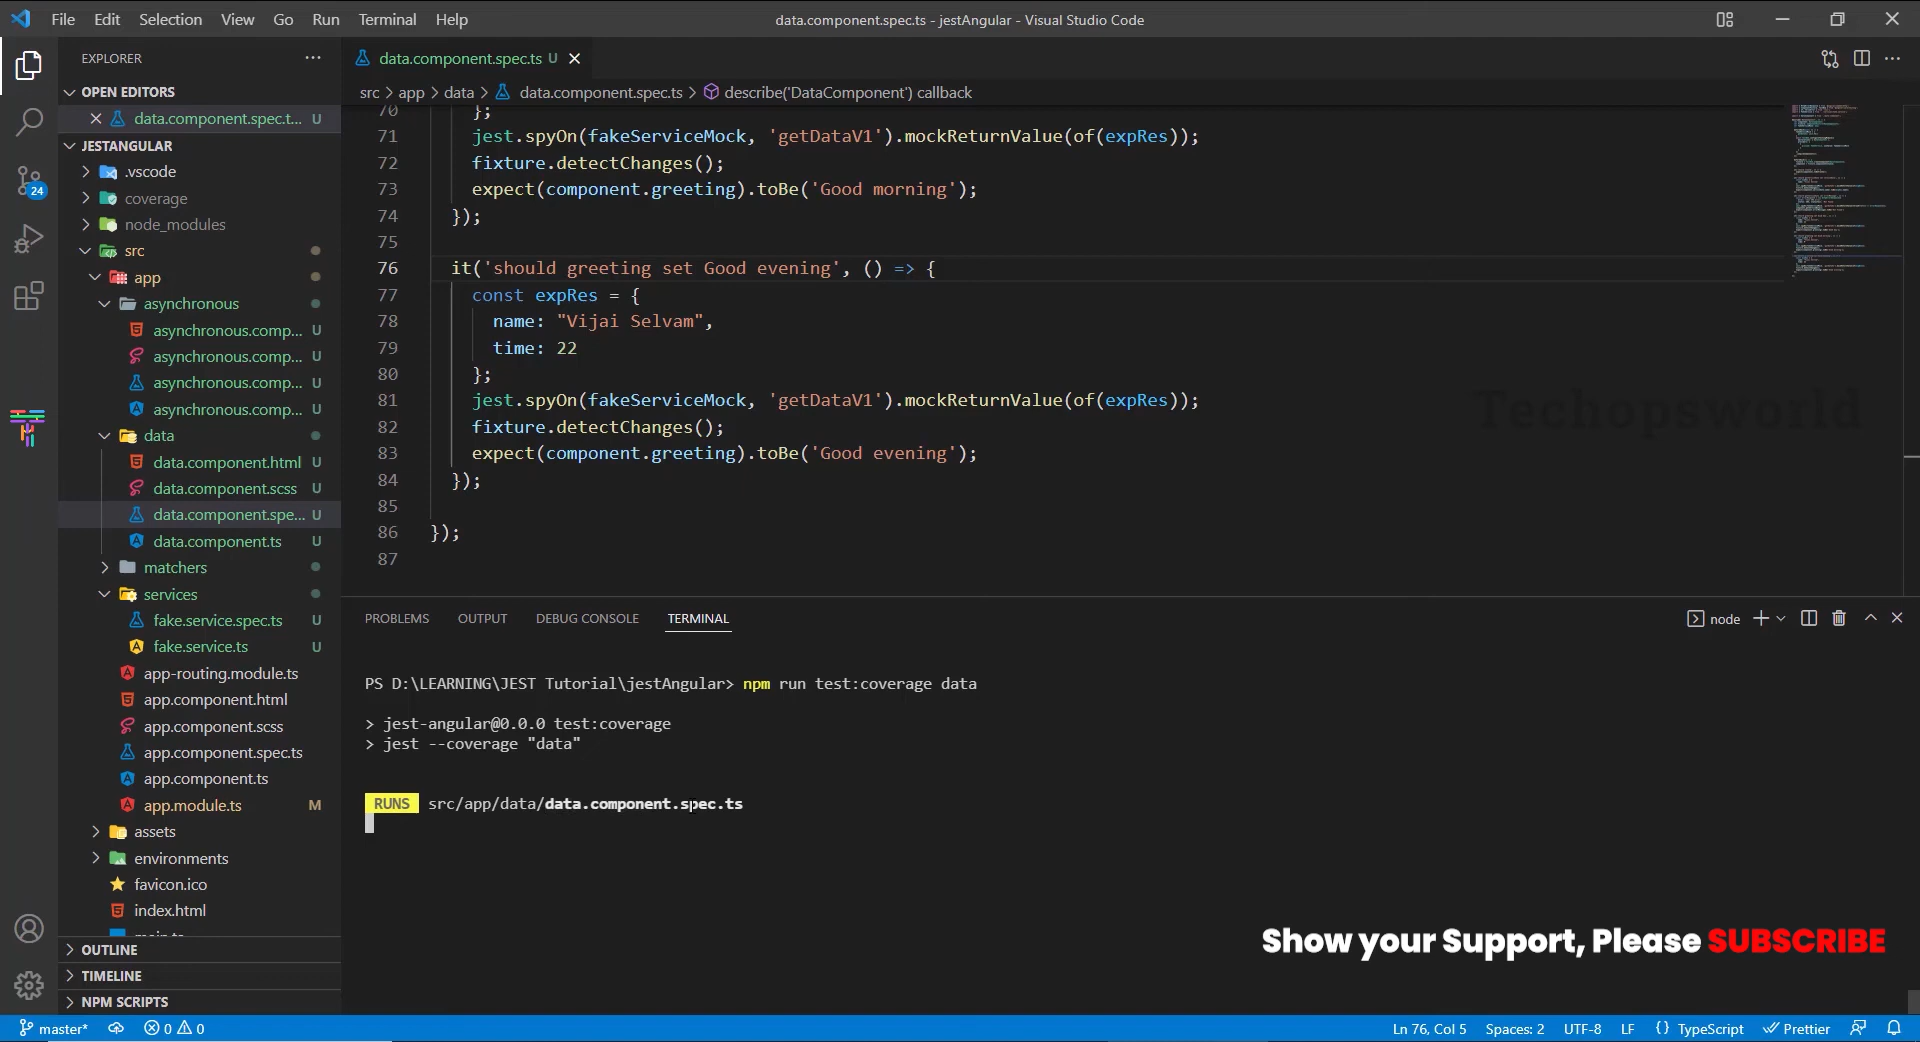 File Edit Selection View Go Run Terminal Help
data.component.spec.ts - jestAngular - Visual Studio Code
EXPLORER
data.component.spec.ts U
OPEN EDITORS
data.component.spec.t... U
src > app > data > data.component.spec.ts > describe('DataComponent') callback
JESTANGULAR
.vscode
coverage
node_modules
src
app
asynchronous
asynchronous.comp... U
asynchronous.comp... U
asynchronous.comp... U
asynchronous.comp... U
data
data.component.html U
data.component.scss U
data.component.spe... U
data.component.ts U
matchers
services
fake.service.spec.ts U
fake.service.ts U
app-routing.module.ts
app.component.html
app.component.scss
app.component.spec.ts
app.component.ts
app.module.ts M
assets
environments
favicon.ico
index.html
main.ts
OUTLINE
TIMELINE
NPM SCRIPTS
24
70 };
71 jest.spyOn(fakeServiceMock, 'getDataV1').mockReturnValue(of(expRes));
72 fixture.detectChanges();
73 expect(component.greeting).toBe('Good morning');
74 });
75
76 it('should greeting set Good evening', () => {
77 const expRes = {
78 name: "Vijai Selvam",
79 time: 22
80 };
81 jest.spyOn(fakeServiceMock, 'getDataV1').mockReturnValue(of(expRes));
82 fixture.detectChanges();
83 expect(component.greeting).toBe('Good evening');
84 });
85
86 });
87
Techopsworld
PROBLEMS OUTPUT DEBUG CONSOLE TERMINAL
node
PS D:\LEARNING\JEST Tutorial\jestAngular> npm run test:coverage data
> jest-angular@0.0.0 test:coverage
> jest --coverage "data"
RUNS src/app/data/data.component.spec.ts
Show your Support, Please SUBSCRIBE
master* 0 0
Ln 76, Col 5 Spaces: 2 UTF-8 LF {} TypeScript Prettier